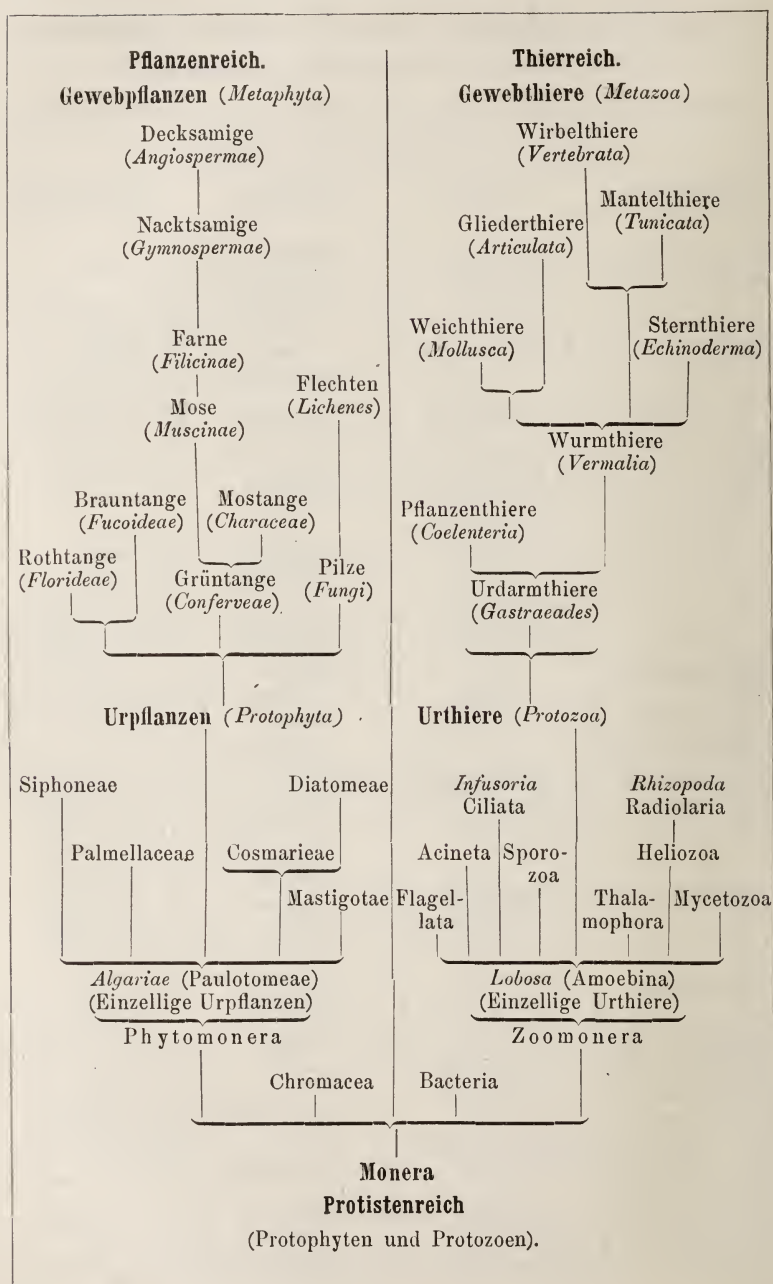 Pflanzenreich.
Gewebpflanzen (Metaphyta)
Decksamige
(Angiospermae)
Nacktsamige
(Gymnospermae)
Farne
(Filicinae)
Flechten
(Lichenes)
Mose
(Muscinae)
Brauntange
(Fucoideae)
Mostange
(Characeae)
Rothtange
(Florideae)
Grüntange
(Conferveae)
Pilze
(Fungi)
Urpflanzen (Protophyta)
Siphoneae
Diatomeae
Palmellaceae
Cosmarieae
Mastigotae
Algariae (Paulotomeae)
(Einzellige Urpflanzen)
Phytomonera
Chromacea
Thierreich.
Gewebthiere (Metazoa)
Wirbelthiere
(Vertebrata)
Mantelthiere
(Tunicata)
Gliederthiere
(Articulata)
Weichthiere
(Mollusca)
Sternthiere
(Echinoderma)
Wurmthiere
(Vermalia)
Pflanzenthiere
(Coelenteria)
Urdarmthiere
(Gastraeades)
Urthiere (Protozoa)
Infusoria
Ciliata
Rhizopoda
Radiolaria
Acineta
Sporo-
zoa
Heliozoa
Flagel-
lata
Thala-
mophora
Mycetozoa
Lobosa (Amoebina)
(Einzellige Urthiere)
Zoomonera
Bacteria
Monera
Protistenreich
(Protophyten und Protozoen).